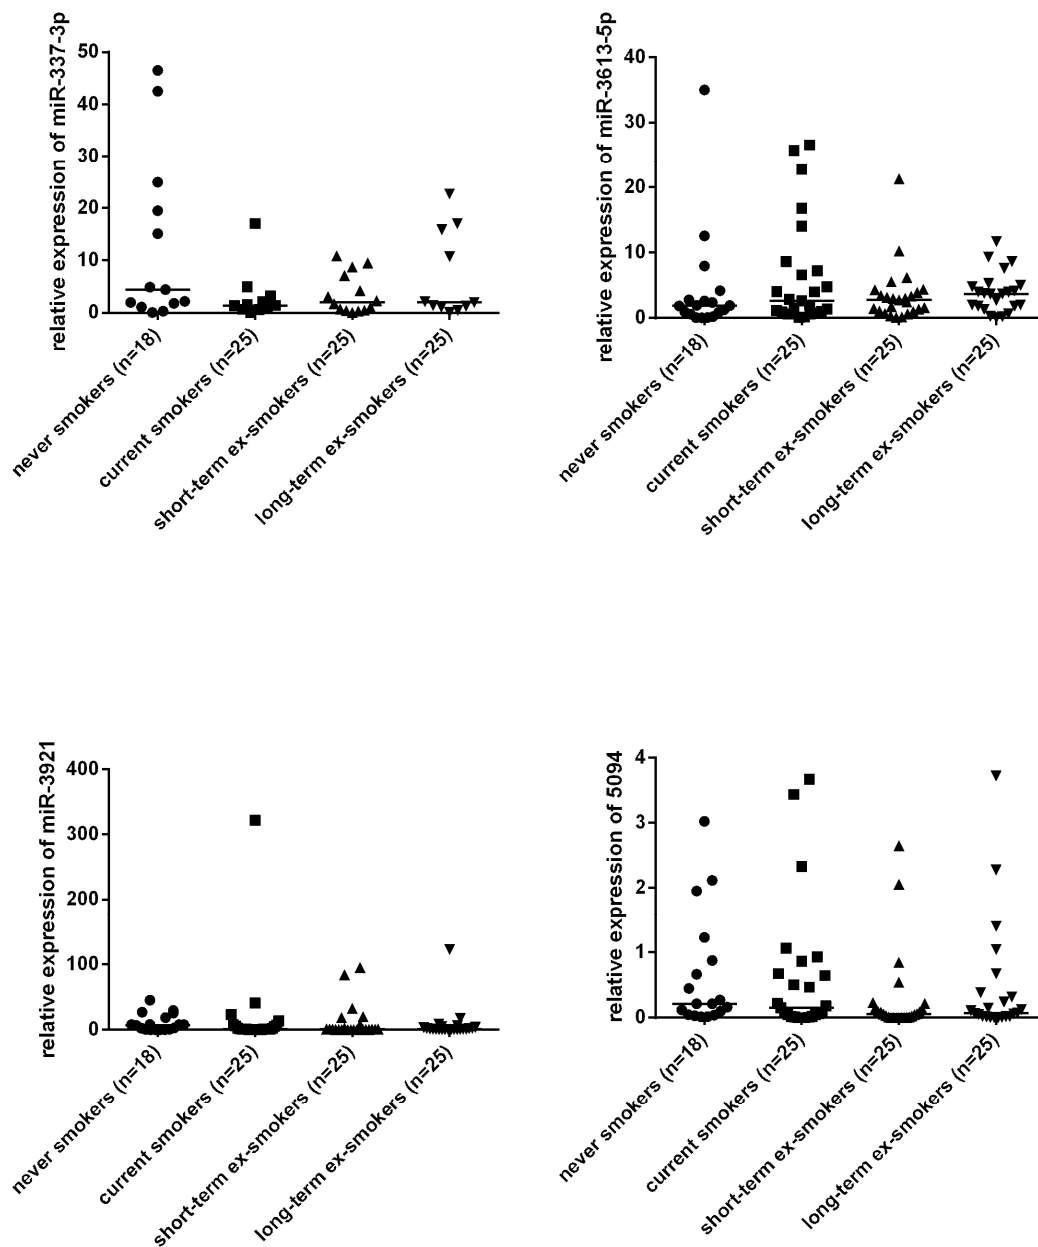 relative expression of miR-337-3p
50
40
30
20
10
0
never smokers (n=18)
current smokers (n=25)
short-term ex-smokers (n=25)
long-term ex-smokers (n=25)
relative expression of miR-3613-5p
40
30
20
10
0
never smokers (n=18)
current smokers (n=25)
short-term ex-smokers (n=25)
long-term ex-smokers (n=25)
relative expression of miR-3921
400
300
200
100
0
never smokers (n=18)
current smokers (n=25)
short-term ex-smokers (n=25)
long-term ex-smokers (n=25)
relative expression of 5094
4
3
2
1
0
never smokers (n=18)
current smokers (n=25)
short-term ex-smokers (n=25)
long-term ex-smokers (n=25)